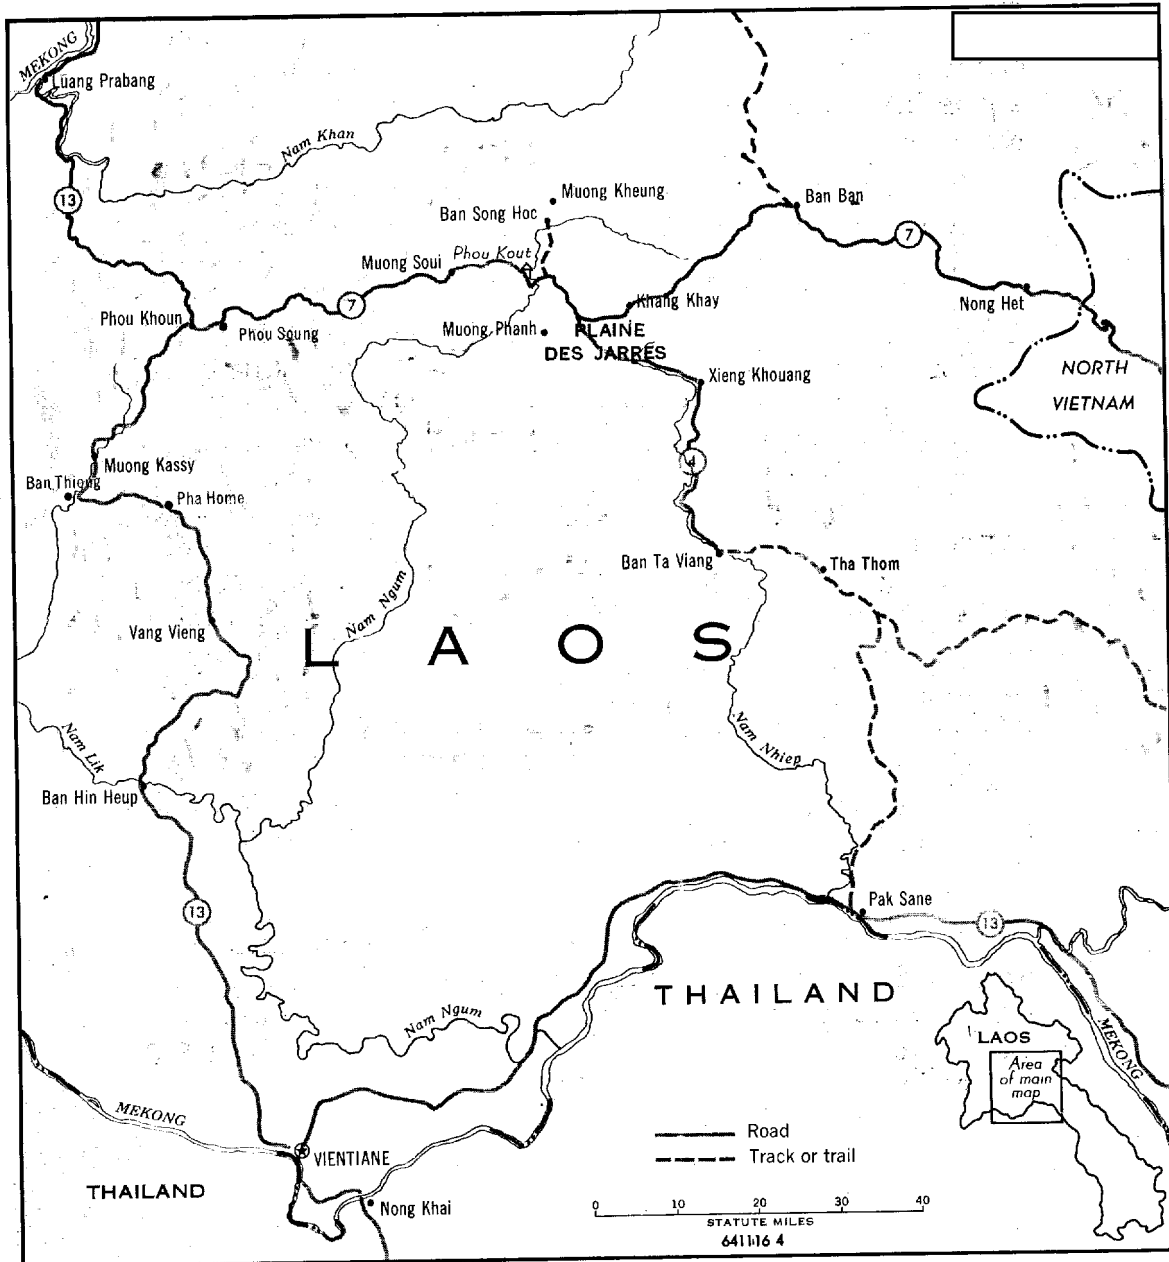 MEKONG
Luang Prabang
Nam Khan
13
Muong Kheung
Ban Song Hoc
Ban Ban
7
Phou Kout
Muong Soui
7
Khang Khay
Nong Het
Phou Khoun
Phou Soung
Muong Phanh
PLAINE
DES JARRES
NORTH
VIETNAM
Xieng Khouang
4
Muong Kassy
Ban Thieng
Pha Home
Ban Ta Viang
Tha Thom
Nam Ngum
Vang Vieng
LAOS
Nam Lik
Nam Nhiep
Ban Hin Heup
13
Pak Sane
13
THAILAND
Nam Ngum
MEKONG
LAOS
Area
of main
map
MEKONG
Road
Track or trail
VIENTIANE
THAILAND
Nong Khai
0 10 20 30 40
STATUTE MILES
641116 4